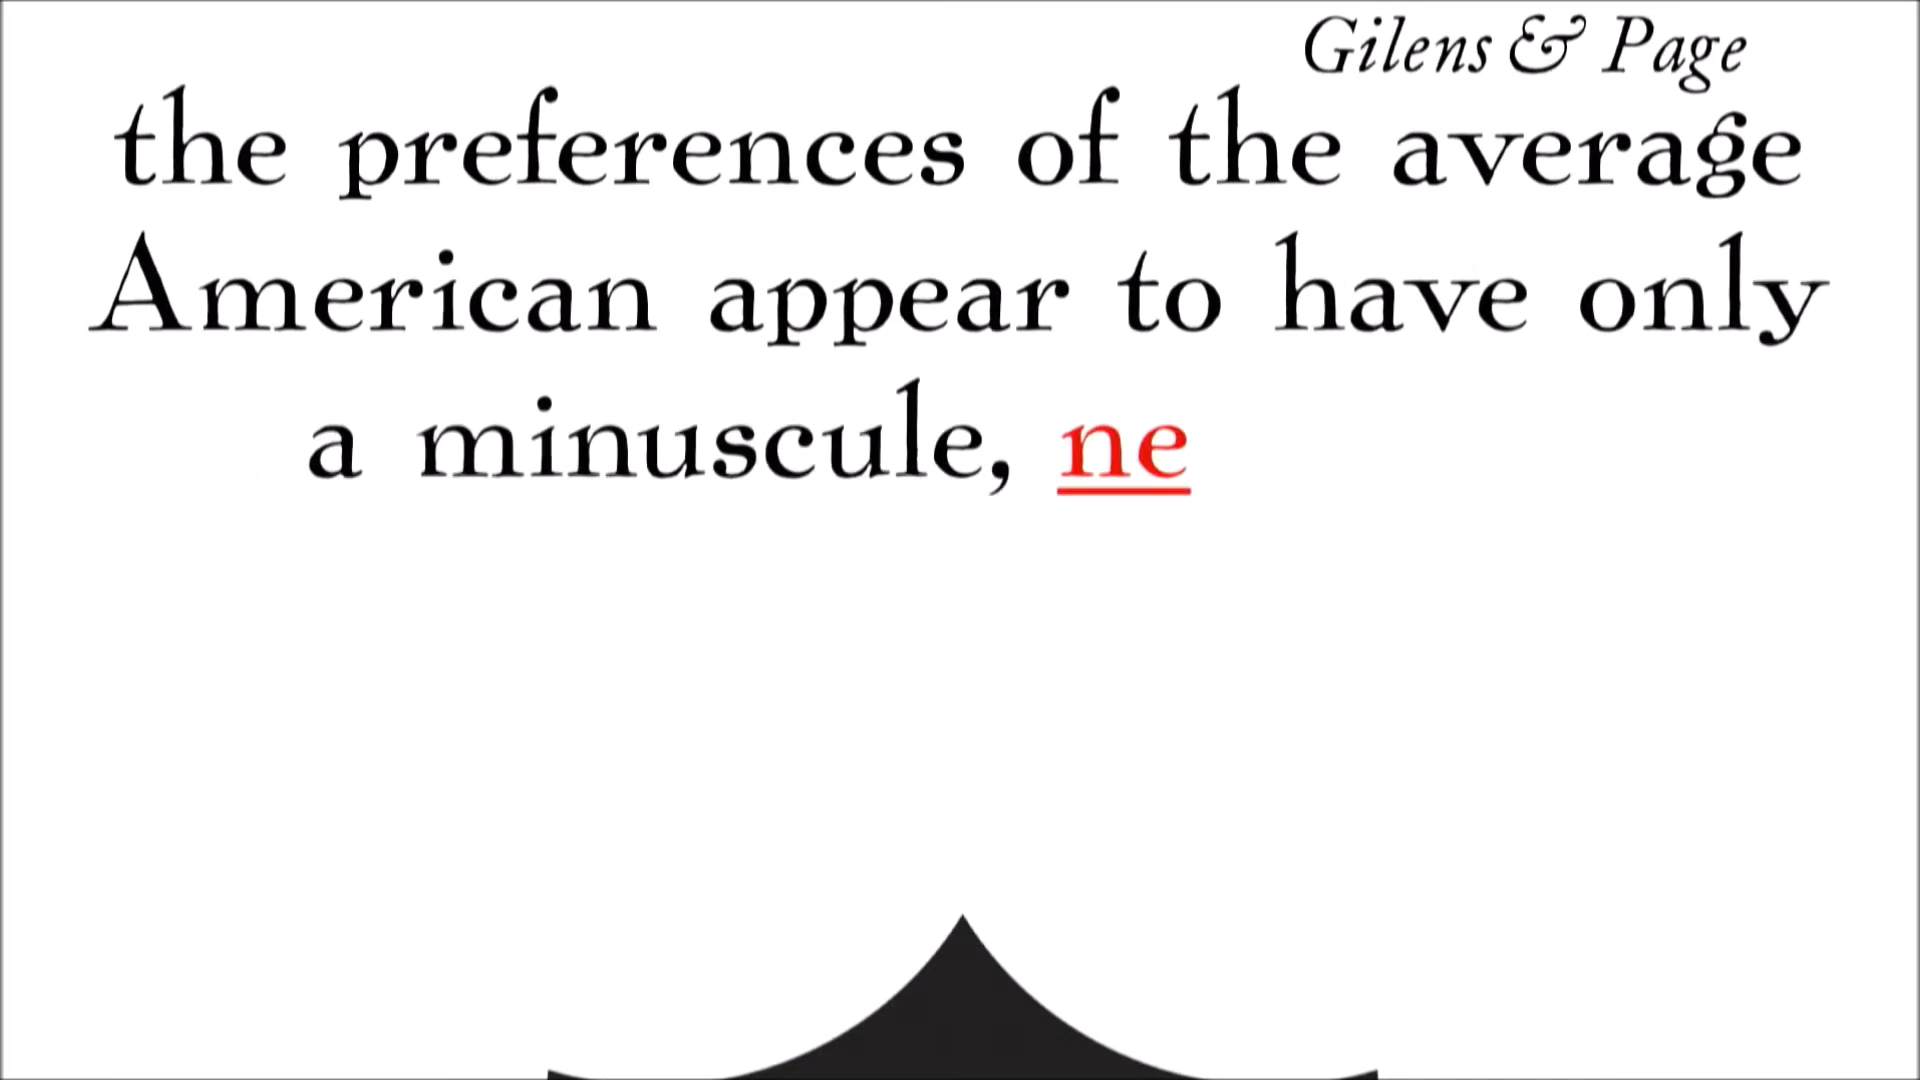 Gilens & Page
the preferences of the average
American appear to have only
a minuscule, ne